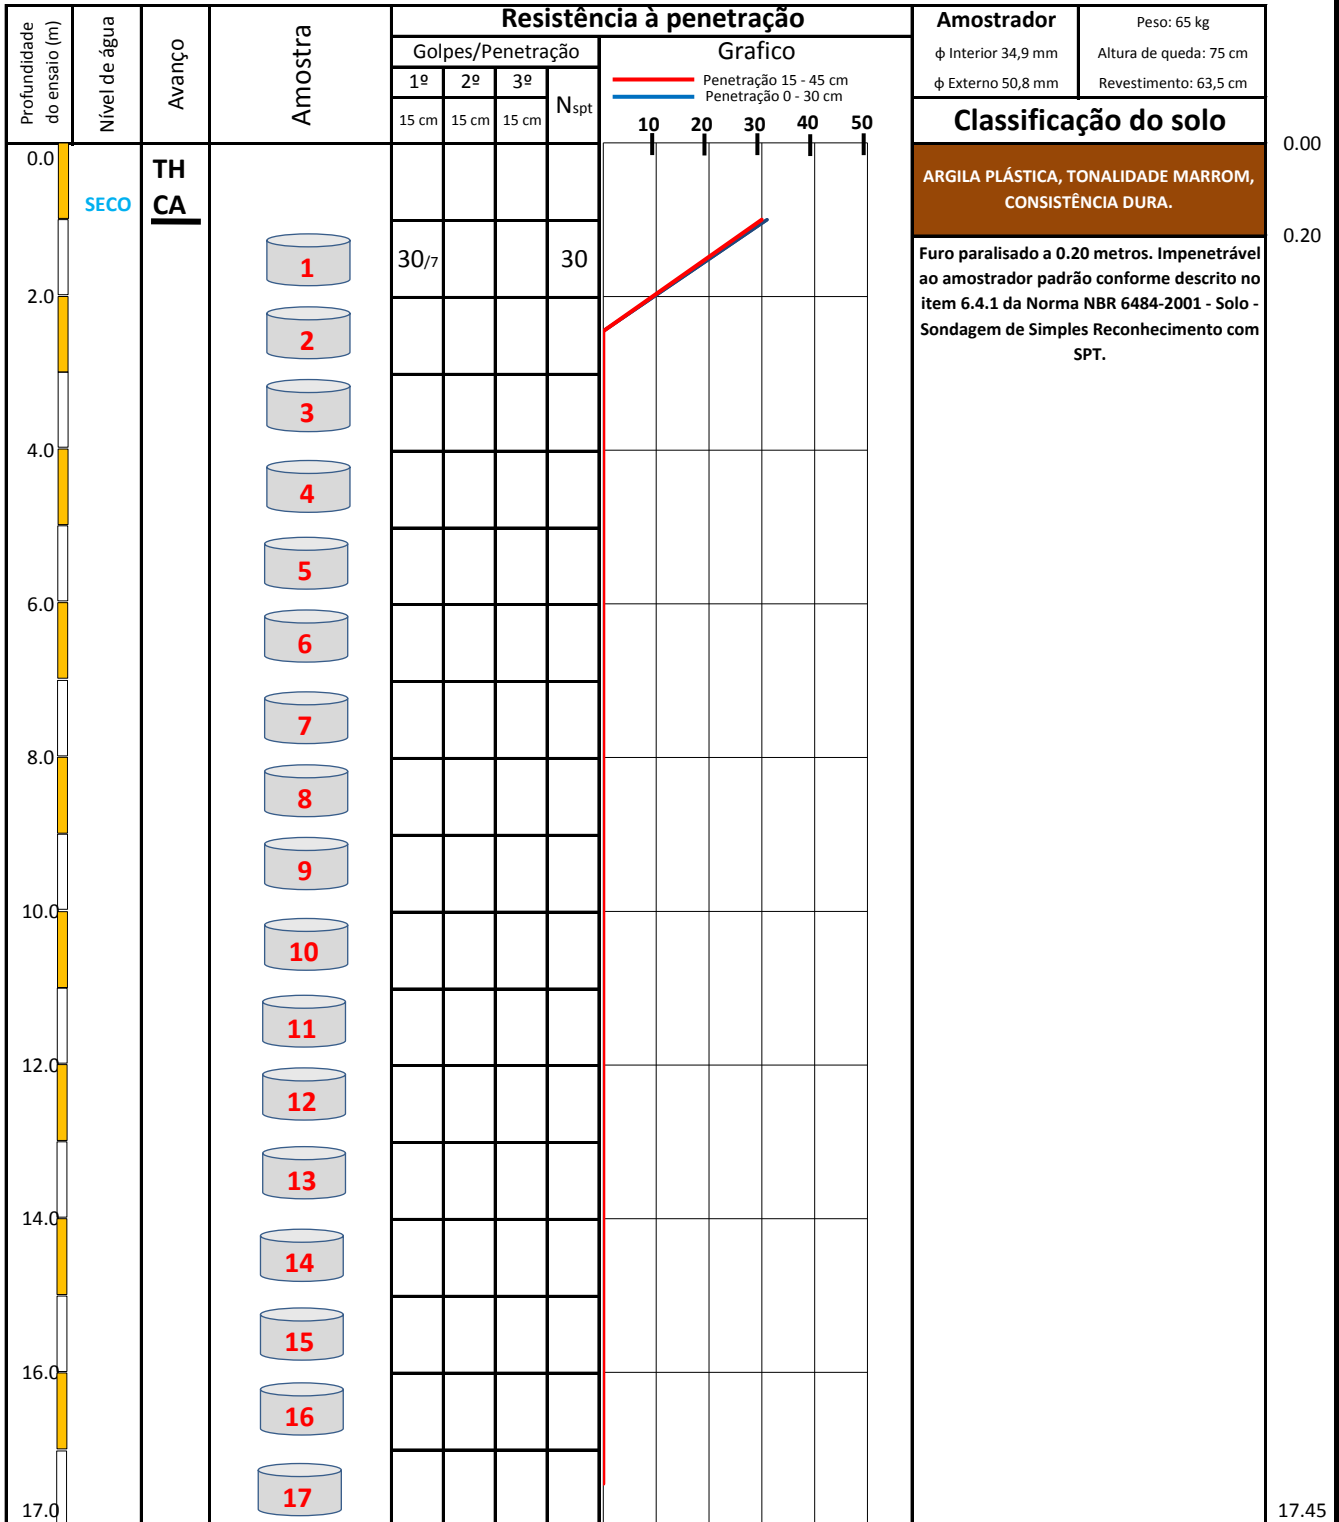 Profundidade
do ensaio (m)
Nível de água
Avanço
Amostra
Resistência à penetração
Golpes/Penetração
1º 2º 3º
Nspt
15 cm 15 cm 15 cm
Grafico
Penetração 15 - 45 cm
Penetração 0 - 30 cm
10 20 30 40 50
Amostrador
ϕ Interior 34,9 mm
ϕ Externo 50,8 mm
Peso: 65 kg
Altura de queda: 75 cm
Revestimento: 63,5 cm
Classificação do solo
0.00
0.0
TH
SECO CA
ARGILA PLÁSTICA, TONALIDADE MARROM,
CONSISTÊNCIA DURA.
0.20
Furo paralisado a 0.20 metros. Impenetrável
ao amostrador padrão conforme descrito no
item 6.4.1 da Norma NBR 6484-2001 - Solo -
Sondagem de Simples Reconhecimento com
SPT.
1 30/7 30
2.0
2
3
4.0
4
5
6.0
6
7
8.0
8
9
10.0
10
11
12.0
12
13
14.0
14
15
16.0
16
17
17.0 17.45